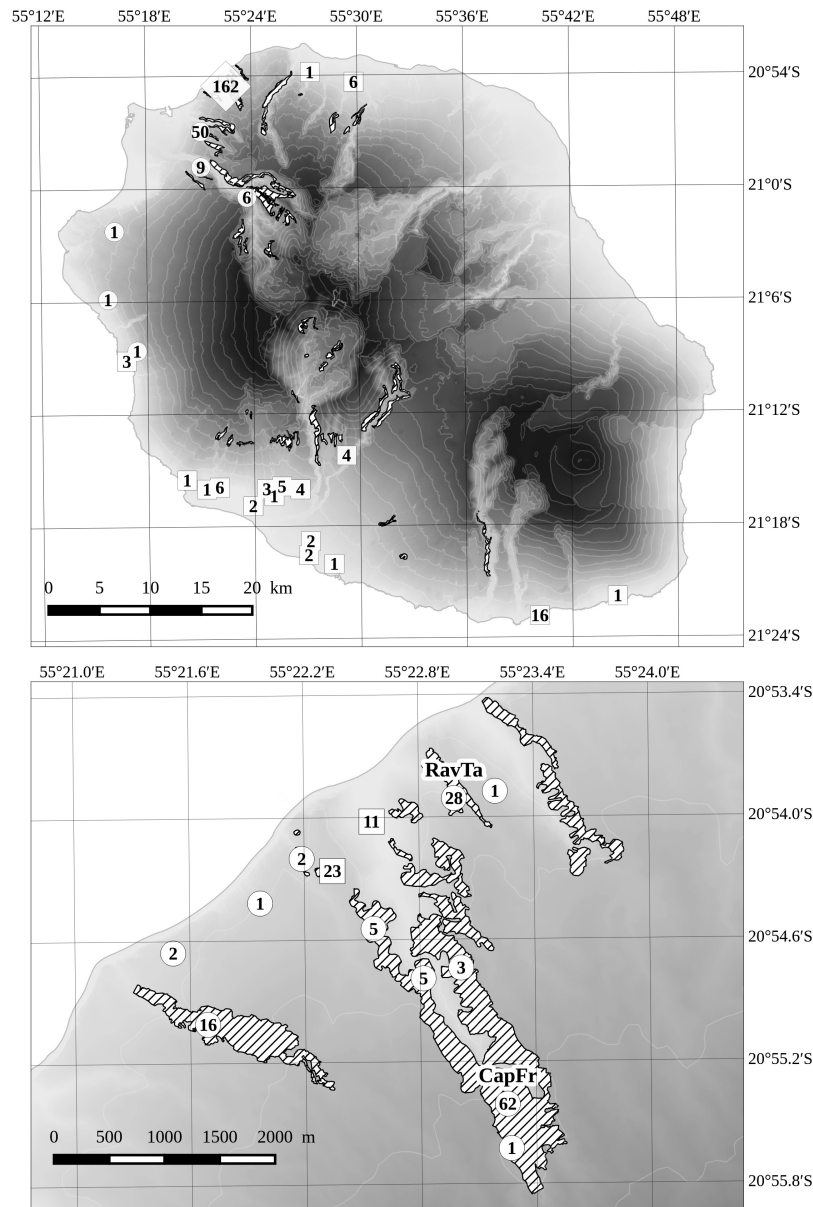 55°12′E 55°18′E 55°24′E 55°30′E 55°36′E 55°42′E 55°48′E
1
20°54′S
162
6
50
9
21°0′S
6
1
1
21°6′S
1
3
21°12′S
4
1
1 6
3 5 4
1
2
21°18′S
2
2
1
0 5 10 15 20 km
1
16
21°24′S
55°21.0′E 55°21.6′E 55°22.2′E 55°22.8′E 55°23.4′E 55°24.0′E
20°53.4′S
RavTa
1
28
20°54.0′S
11
2
23
1
5
20°54.6′S
2
3
5
16
20°55.2′S
CapFr
62
0 500 1000 1500 2000 m
1
20°55.8′S